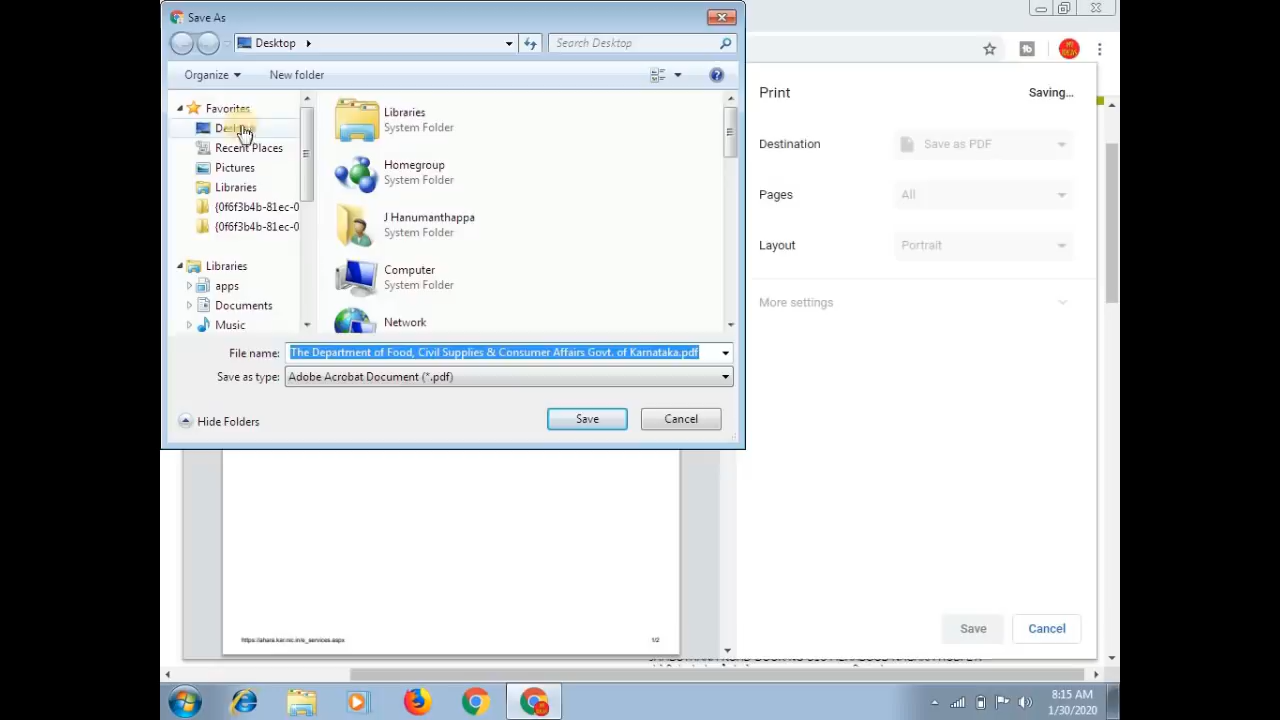 Save As
Desktop
Search Desktop
Organize
New folder
Favorites
Recent Places
Pictures
Libraries
{0f6f3b4b-81ec-0
{0f6f3b4b-81ec-0
Libraries
apps
Documents
Music
Libraries
System Folder
Homegroup
System Folder
J Hanumanthappa
System Folder
Computer
System Folder
Network
File name: The Department of Food, Civil Supplies & Consumer Affairs Govt. of Karnataka.pdf
Save as type: Adobe Acrobat Document (*.pdf)
Hide Folders
Save
Cancel
Print
Saving...
Destination
Save as PDF
Pages
All
Layout
Portrait
More settings
Save
Cancel
1/2
8:15 AM
1/30/2020